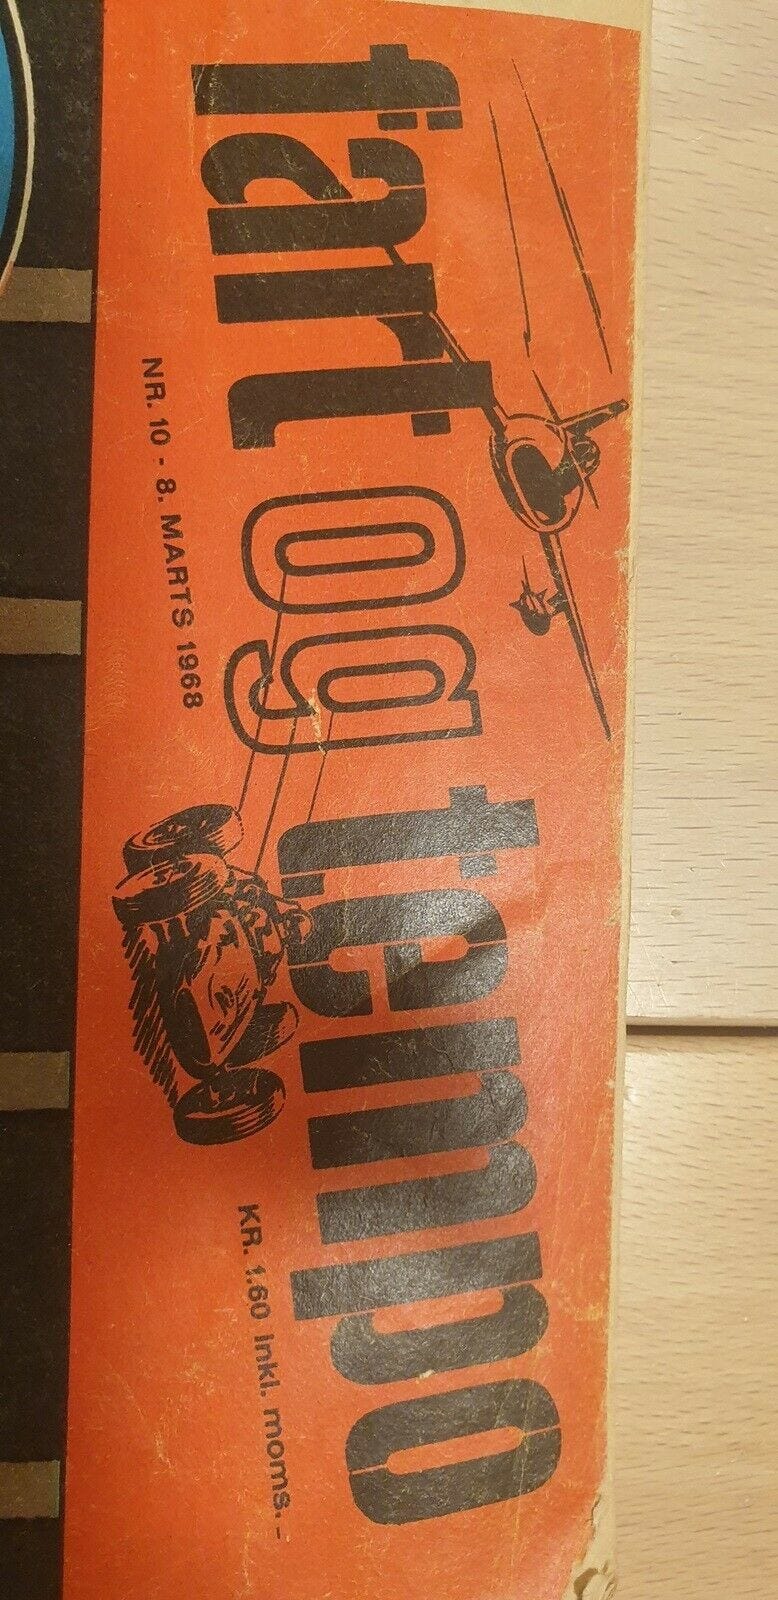 fart og tempo
NR. 10 - 8. MARTS 1968
KR. 1.60 inkl. moms.-